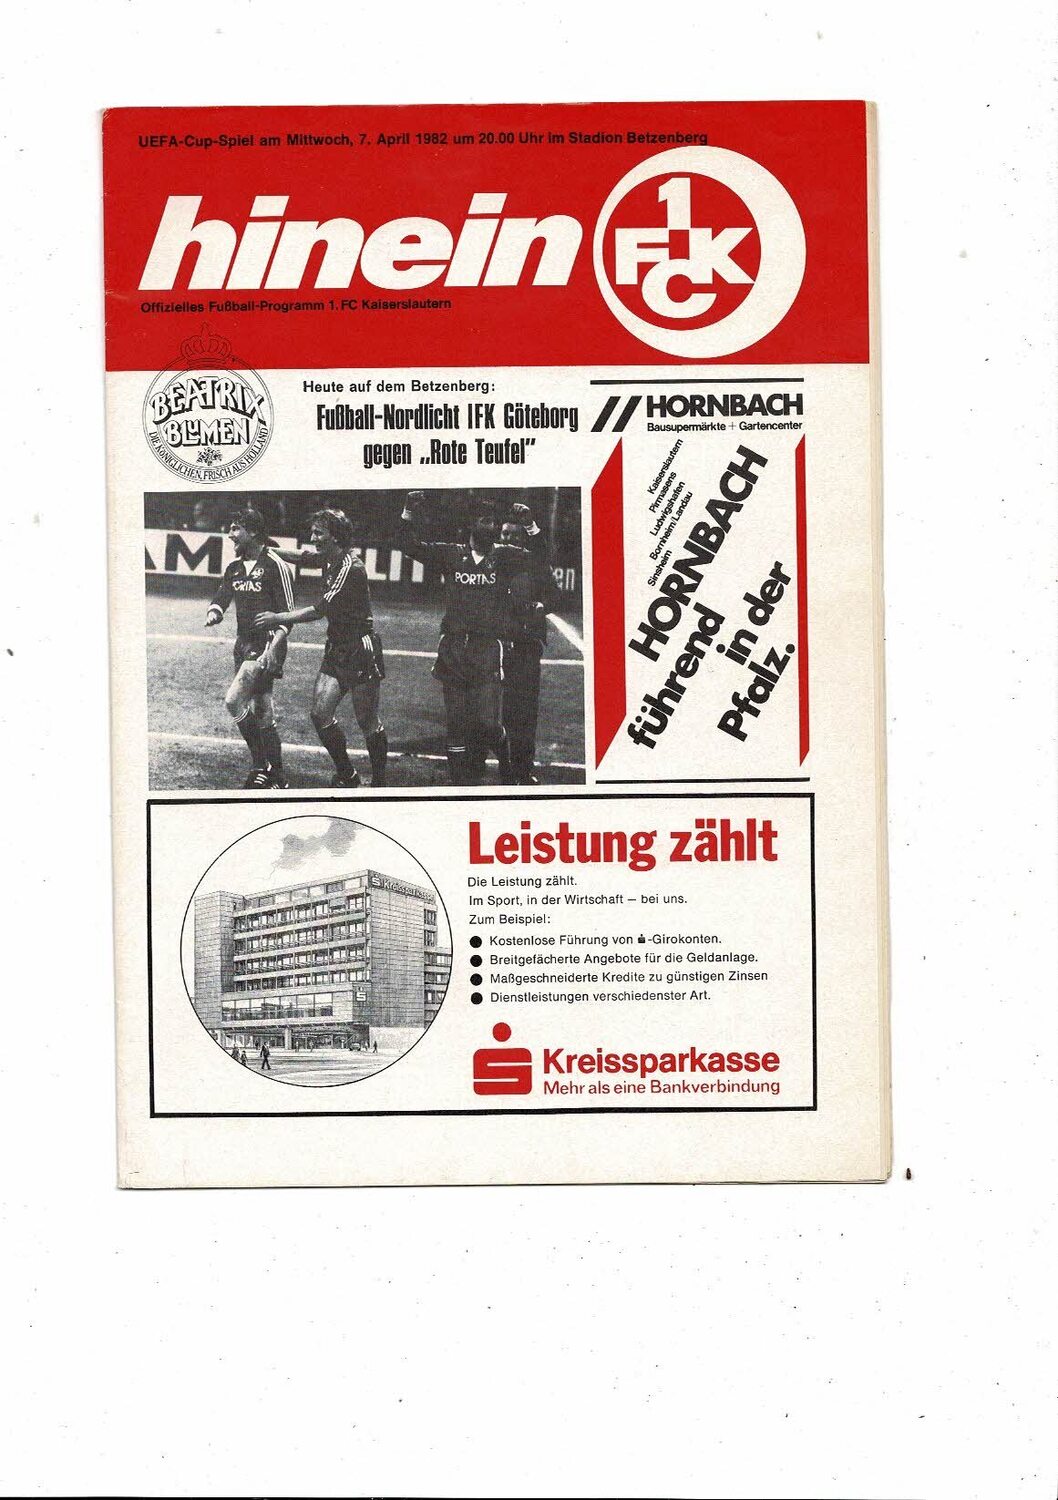 UEFA-Cup-Spiel am Mittwoch, 7. April 1982 um 20.00 Uhr im Stadion Betzenberg
hinein
1.
FCK
Offizielles Fußball-Programm 1. FC Kaiserslautern
BEATRIX
BLUMEN
DIE KÖNIGLICHEN, FRISCH AUS HOLLAND
Heute auf dem Betzenberg:
Fußball-Nordlicht IFK Göteborg
gegen „Rote Teufel”
HORNBACH
Bausupermärkte + Gartencenter
Kaiserslautern
Pirmasens
Ludwigshafen
Bornheim/Landau
Sinsheim
HORNBACH
führend
in der
Pfalz.
PORTAS
PORTAS
Leistung zählt
Die Leistung zählt.
Im Sport, in der Wirtschaft – bei uns.
Zum Beispiel:
● Kostenlose Führung von S-Girokonten.
● Breitgefächerte Angebote für die Geldanlage.
● Maßgeschneiderte Kredite zu günstigen Zinsen
● Dienstleistungen verschiedenster Art.
Kreissparkasse
Kreissparkasse
Mehr als eine Bankverbindung